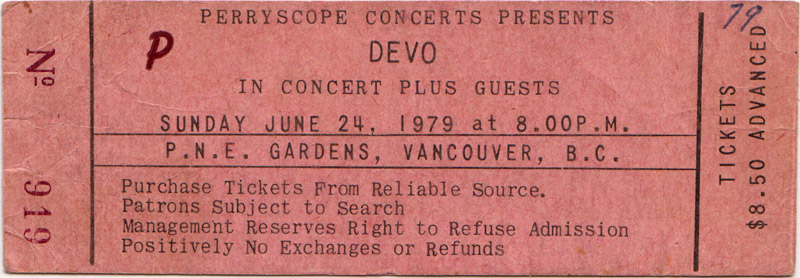 PERRYSCOPE CONCERTS PRESENTS
P
DEVO
IN CONCERT PLUS GUESTS
SUNDAY JUNE 24, 1979 at 8.00P.M.
P.N.E. GARDENS, VANCOUVER, B.C.
Purchase Tickets From Reliable Source.
Patrons Subject to Search
Management Reserves Right to Refuse Admission
Positively No Exchanges or Refunds
No 919
79
TICKETS
$8.50 ADVANCED